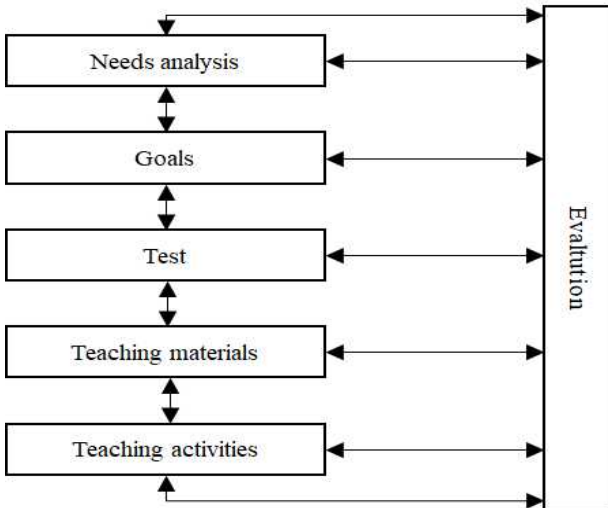 Needs analysis
Goals
Test
Teaching materials
Teaching activities
Evaltution